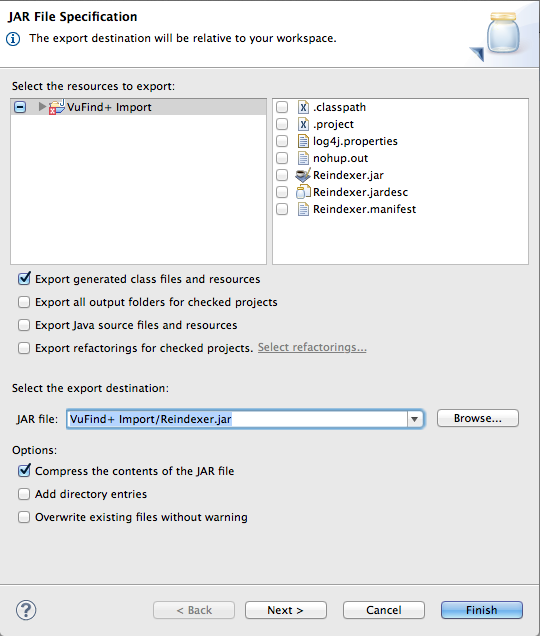 JAR File Specification
The export destination will be relative to your workspace.
Select the resources to export:
VuFind+ Import
.classpath
.project
log4j.properties
nohup.out
Reindexer.jar
Reindexer.jardesc
Reindexer.manifest
Export generated class files and resources
Export all output folders for checked projects
Export Java source files and resources
Export refactorings for checked projects. Select refactorings...
Select the export destination:
JAR file: VuFind+ Import/Reindexer.jar Browse...
Options:
Compress the contents of the JAR file
Add directory entries
Overwrite existing files without warning
< Back Next > Cancel Finish